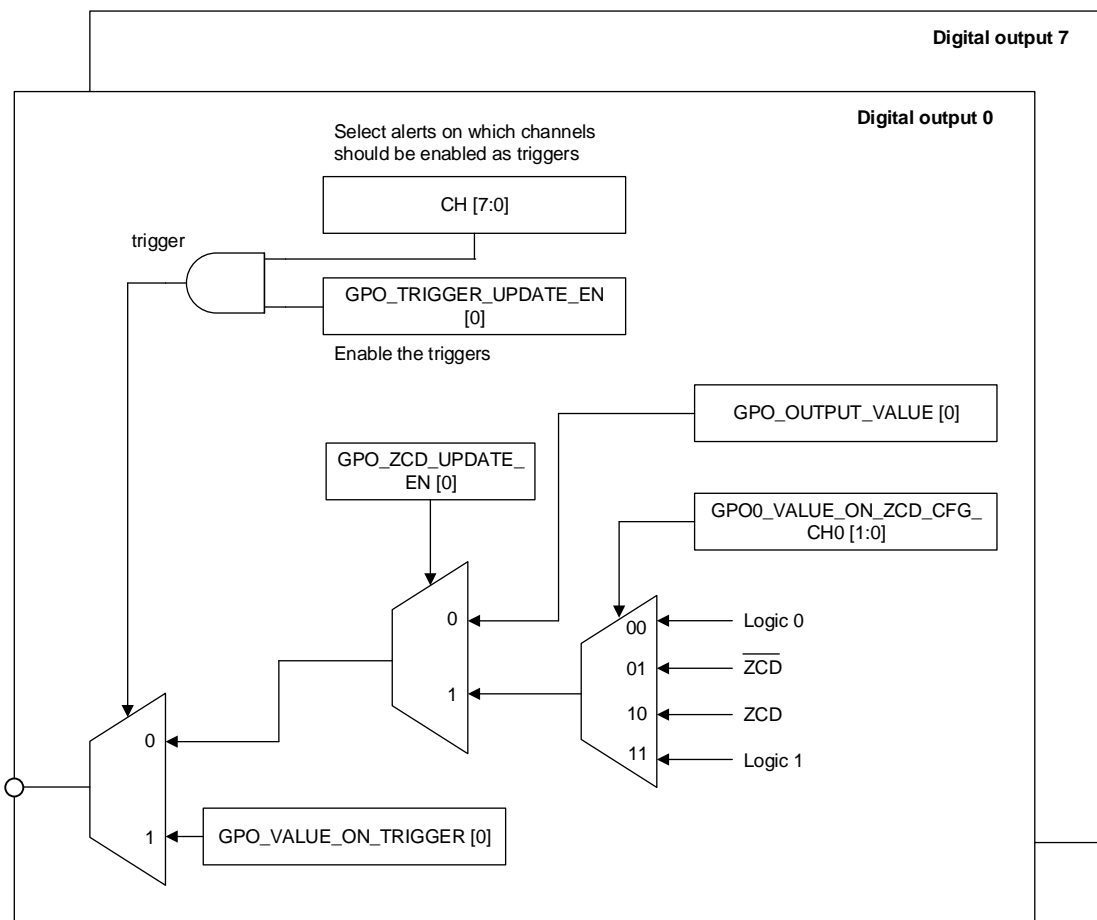 Digital output 7
Digital output 0
Select alerts on which channels
should be enabled as triggers
CH [7:0]
trigger
GPO_TRIGGER_UPDATE_EN
[0]
Enable the triggers
GPO_OUTPUT_VALUE [0]
GPO_ZCD_UPDATE_
EN [0]
GPO0_VALUE_ON_ZCD_CFG_
CH0 [1:0]
0
1
00
01
10
11
Logic 0
Z̅C̅D̅
ZCD
Logic 1
0
1
GPO_VALUE_ON_TRIGGER [0]